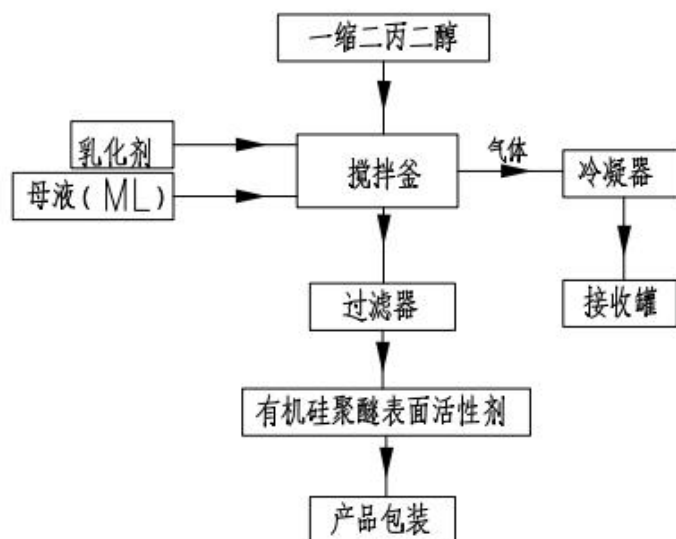 一缩二丙二醇
乳化剂
母液(ML)
搅拌釜
气体
冷凝器
过滤器
接收罐
有机硅聚醚表面活性剂
产品包装